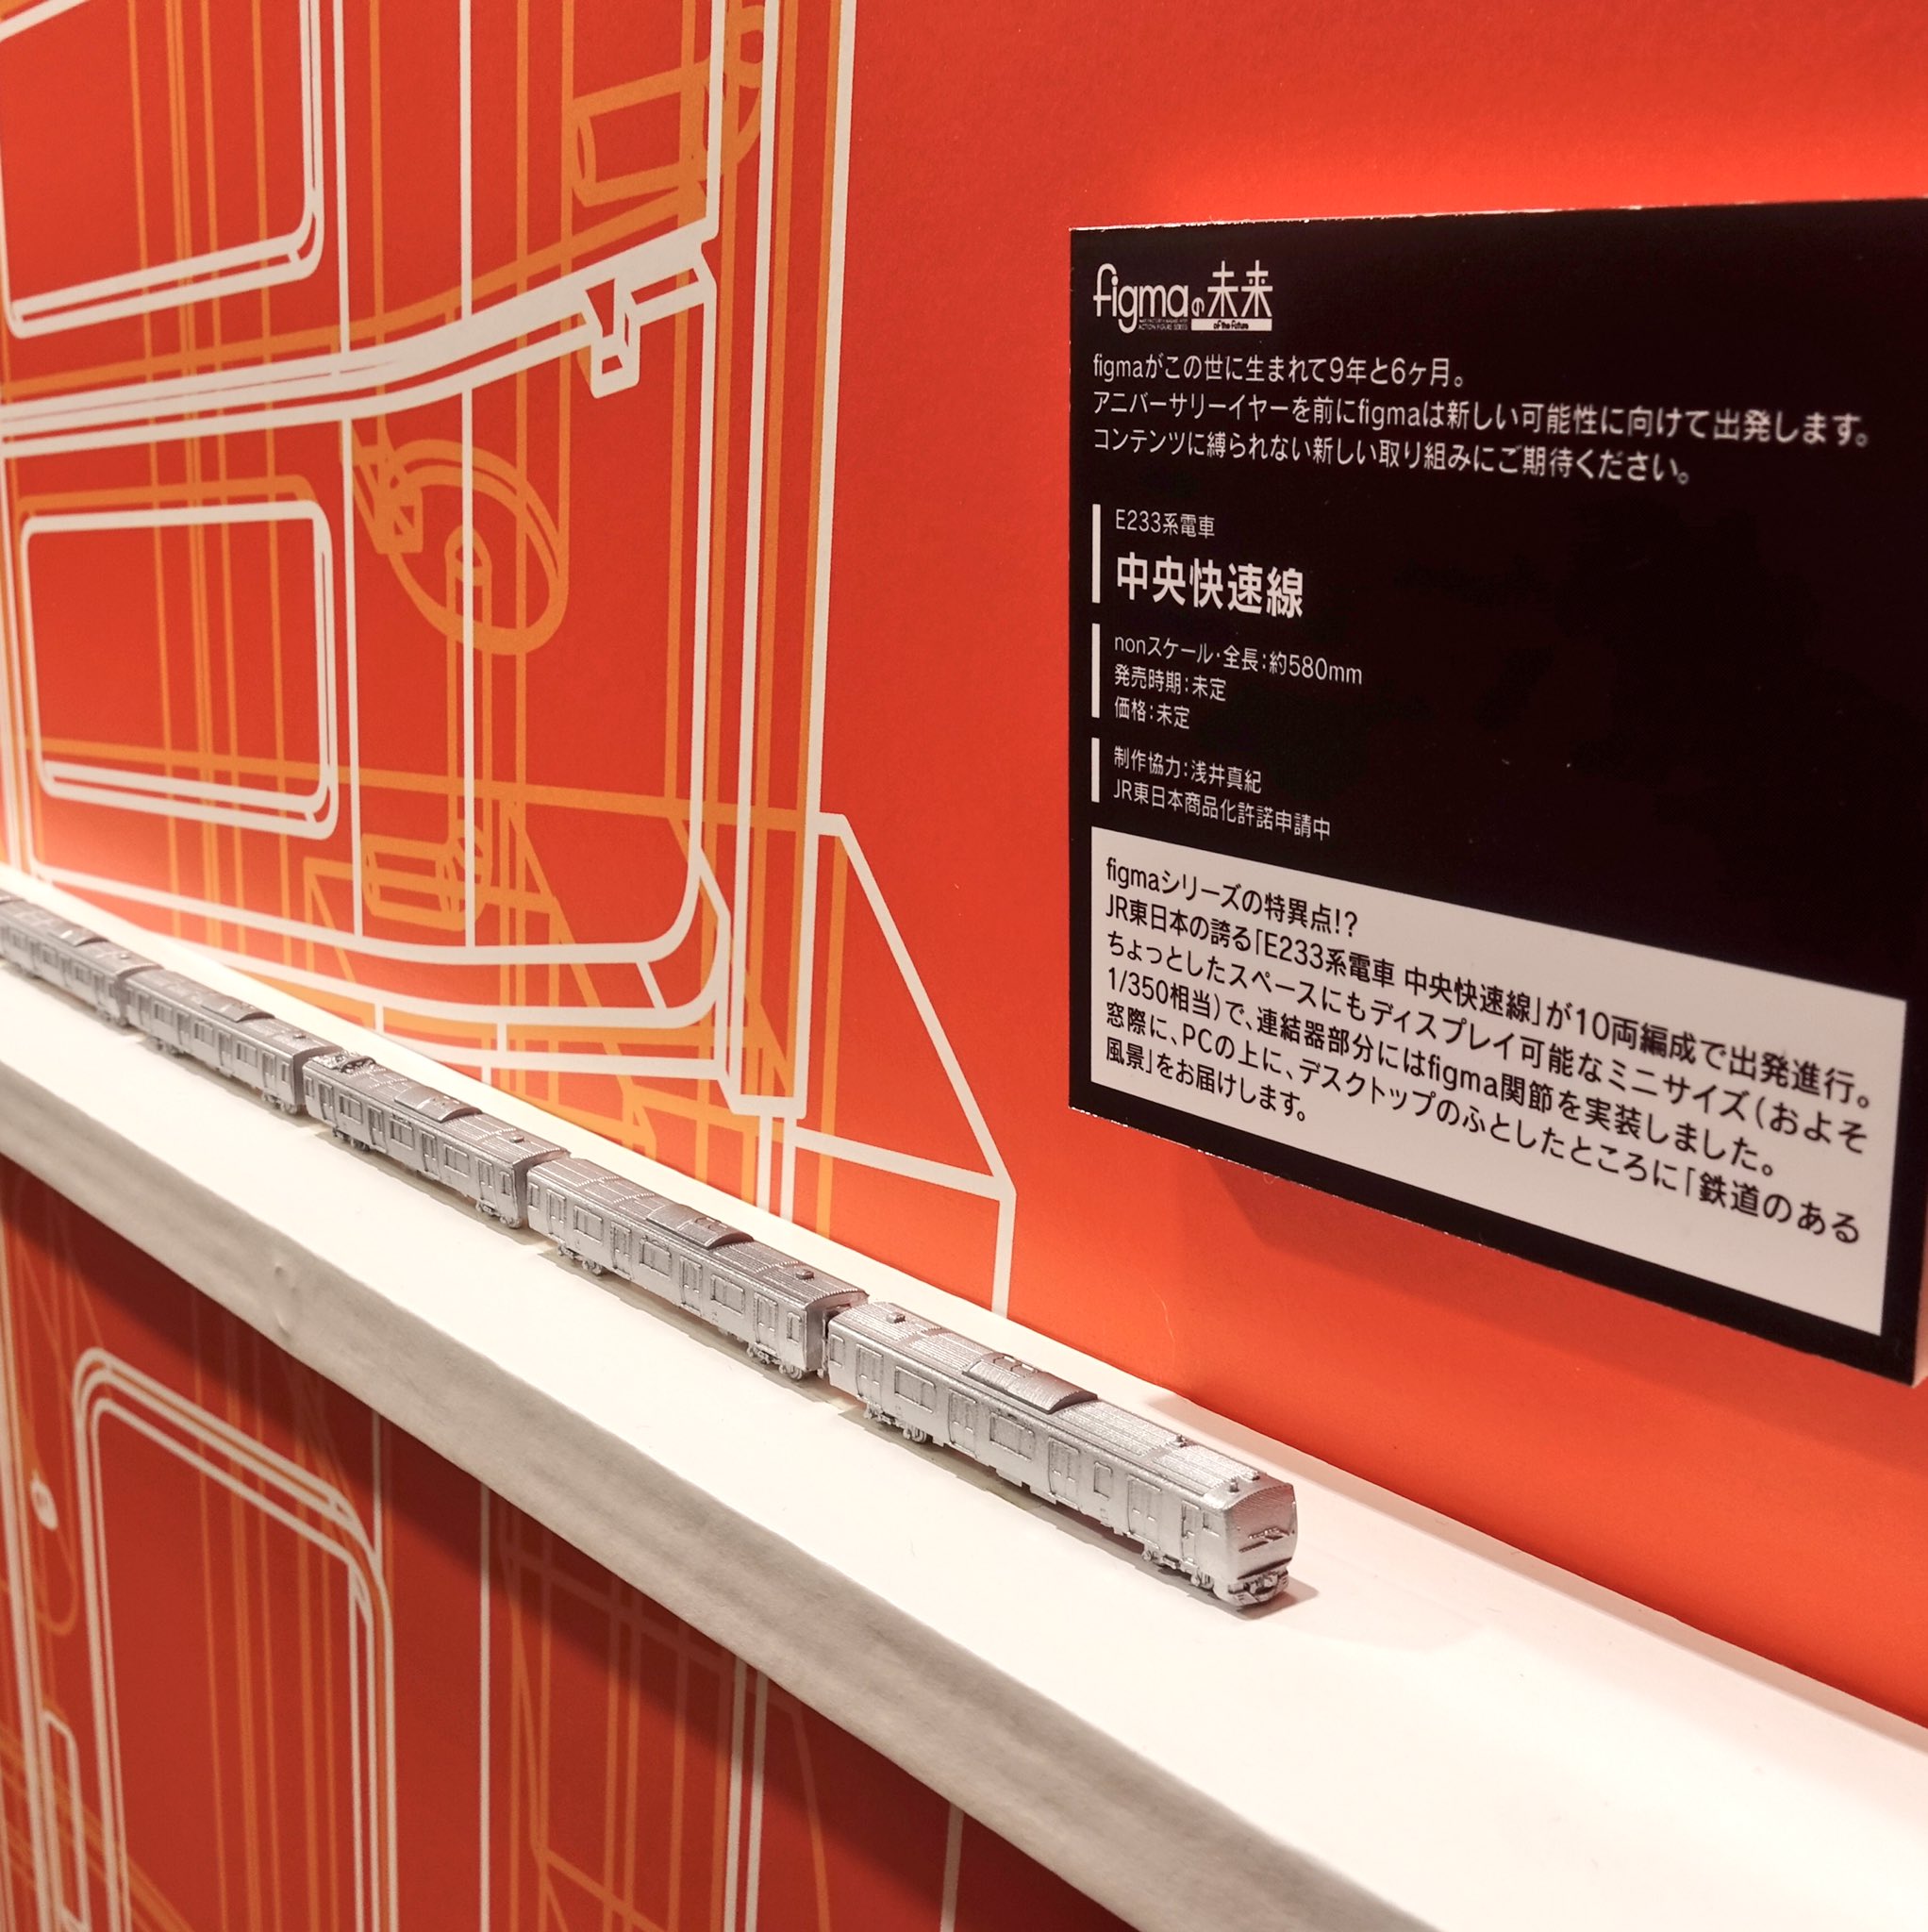 figmaの未来
of the future
figmaがこの世に生まれて9年と6ヶ月。
アニバーサリーイヤーを前にfigmaは新しい可能性に向けて出発します。
コンテンツに縛られない新しい取り組みにご期待ください。
E233系電車
中央快速線
nonスケール・全長：約580mm
発売時期：未定
価格：未定
制作協力：浅井真紀
JR東日本商品化許諾申請中
figmaシリーズの特異点!?
JR東日本の誇る「E233系電車 中央快速線」が10両編成で出発進行。
ちょっとしたスペースにもディスプレイ可能なミニサイズ（およそ
1/350相当）で、連結器部分にはfigma関節を実装しました。
窓際に、PCの上に、デスクトップのふとしたところに「鉄道のある
風景」をお届けします。